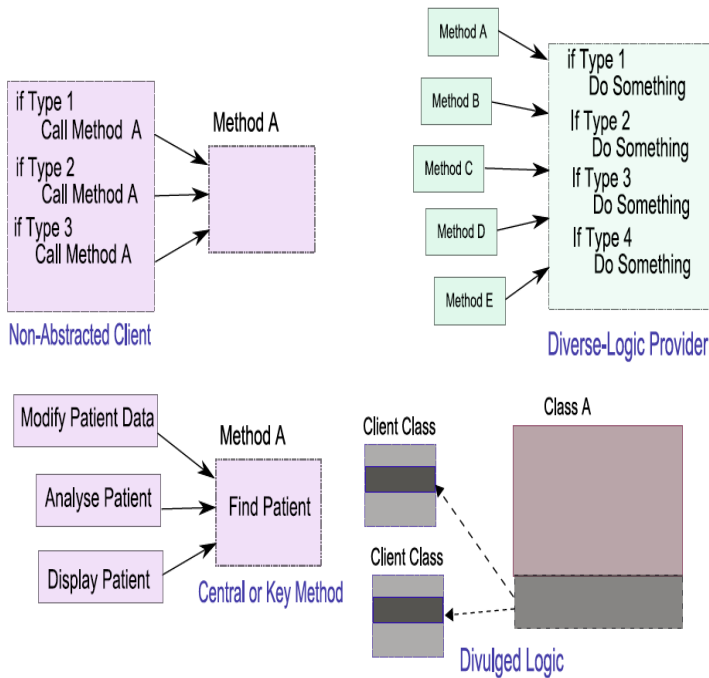 if Type 1
Call Method A
if Type 2
Call Method A
if Type 3
Call Method A
Non-Abstracted Client
Method A
Method A
Method B
Method C
Method D
Method E
if Type 1
Do Something
If Type 2
Do Something
If Type 3
Do Something
If Type 4
Do Something
Diverse-Logic Provider
Modify Patient Data
Analyse Patient
Display Patient
Method A
Find Patient
Central or Key Method
Client Class
Client Class
Class A
Divulged Logic